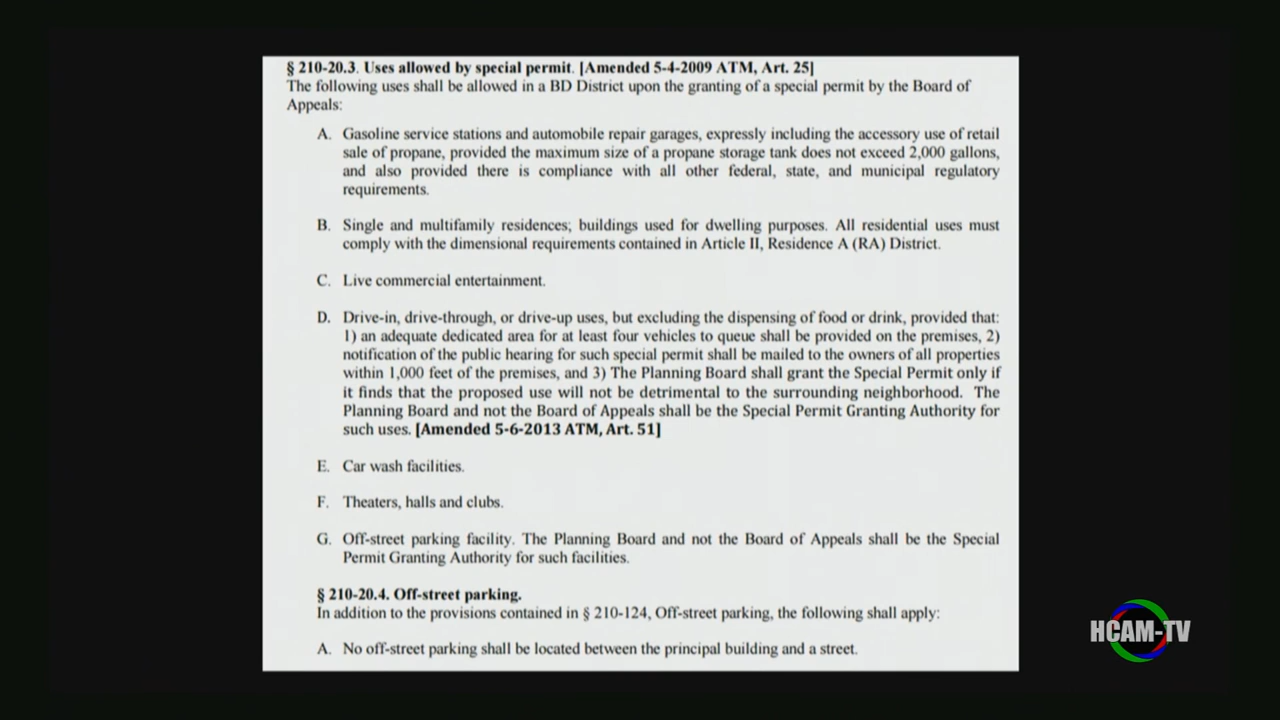 § 210-20.3. Uses allowed by special permit. [Amended 5-4-2009 ATM, Art. 25]
The following uses shall be allowed in a BD District upon the granting of a special permit by the Board of
Appeals:
A. Gasoline service stations and automobile repair garages, expressly including the accessory use of retail
sale of propane, provided the maximum size of a propane storage tank does not exceed 2,000 gallons,
and also provided there is compliance with all other federal, state, and municipal regulatory
requirements.
B. Single and multifamily residences; buildings used for dwelling purposes. All residential uses must
comply with the dimensional requirements contained in Article II, Residence A (RA) District.
C. Live commercial entertainment.
D. Drive-in, drive-through, or drive-up uses, but excluding the dispensing of food or drink, provided that:
1) an adequate dedicated area for at least four vehicles to queue shall be provided on the premises, 2)
notification of the public hearing for such special permit shall be mailed to the owners of all properties
within 1,000 feet of the premises, and 3) The Planning Board shall grant the Special Permit only if
it finds that the proposed use will not be detrimental to the surrounding neighborhood. The
Planning Board and not the Board of Appeals shall be the Special Permit Granting Authority for
such uses. [Amended 5-6-2013 ATM, Art. 51]
E. Car wash facilities.
F. Theaters, halls and clubs.
G. Off-street parking facility. The Planning Board and not the Board of Appeals shall be the Special
Permit Granting Authority for such facilities.
§ 210-20.4. Off-street parking.
In addition to the provisions contained in § 210-124, Off-street parking, the following shall apply:
A. No off-street parking shall be located between the principal building and a street.
HCAM-TV